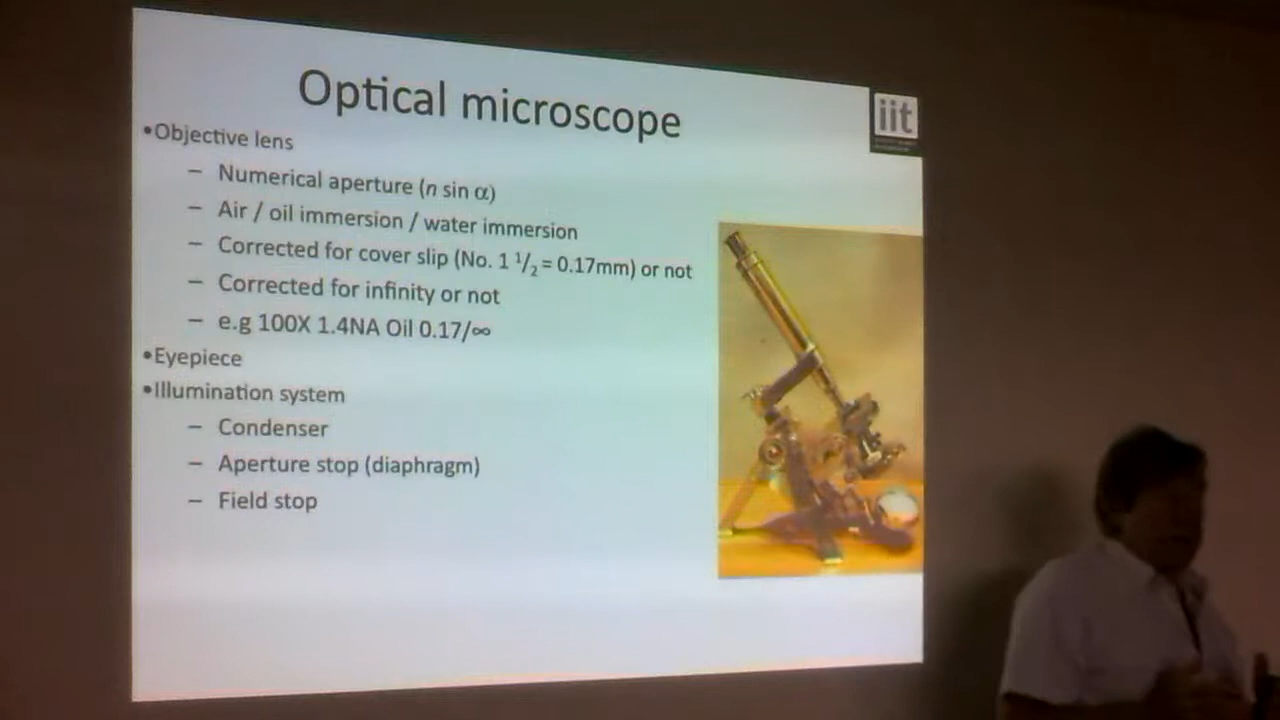 Optical microscope
iit
•Objective lens
– Numerical aperture (n sin α)
– Air / oil immersion / water immersion
– Corrected for cover slip (No. 1 1/2 = 0.17mm) or not
– Corrected for infinity or not
– e.g 100X 1.4NA Oil 0.17/∞
•Eyepiece
•Illumination system
– Condenser
– Aperture stop (diaphragm)
– Field stop